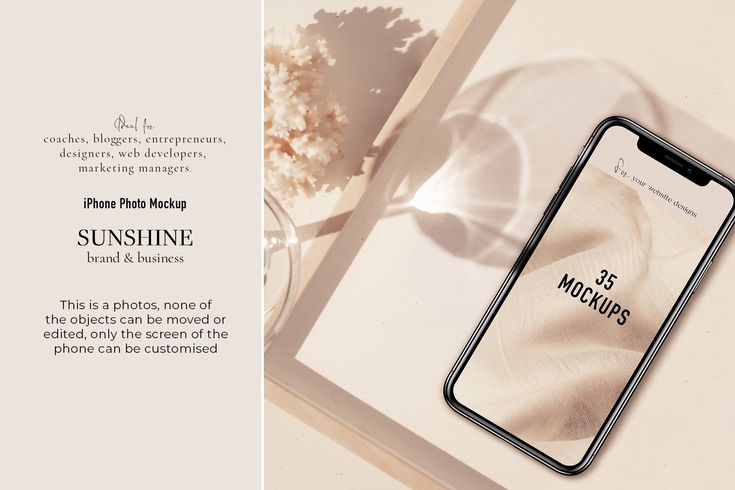 Ideal for
coaches, bloggers, entrepreneurs,
designers, web developers,
marketing managers.
iPhone Photo Mockup
SUNSHINE
brand & business
This is a photos, none of
the objects can be moved or
edited, only the screen of the
phone can be customised
For your website designs
35
MOCKUPS